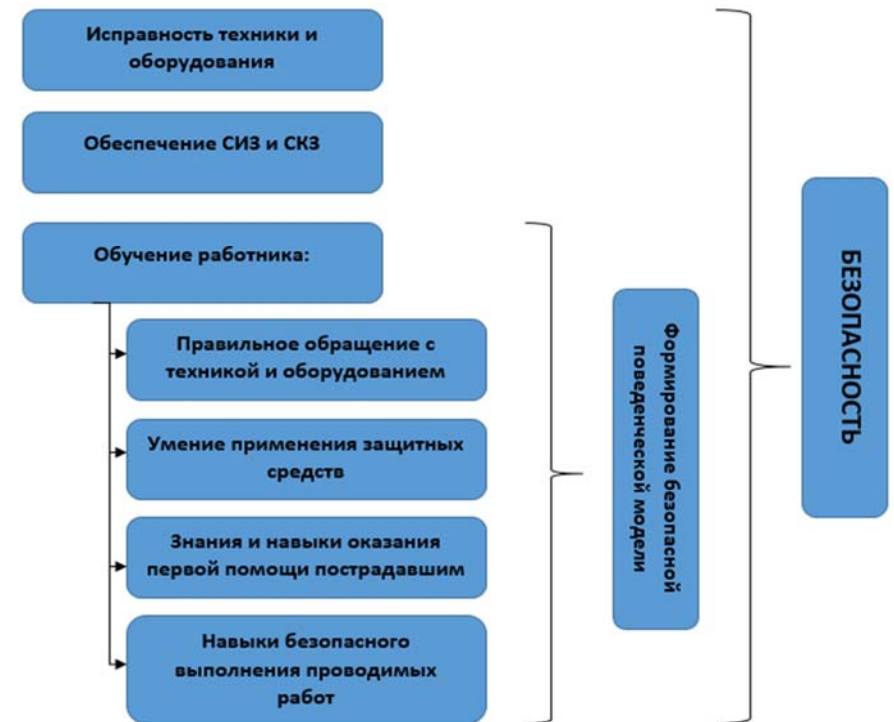 Исправность техники и
оборудования
Обеспечение СИЗ и СКЗ
Обучение работника:
Правильное обращение с
техникой и оборудованием
Умение применения защитных
средств
Знания и навыки оказания
первой помощи пострадавшим
Навыки безопасного
выполнения проводимых
работ
Формирование безопасной
поведенческой модели
БЕЗОПАСНОСТЬ